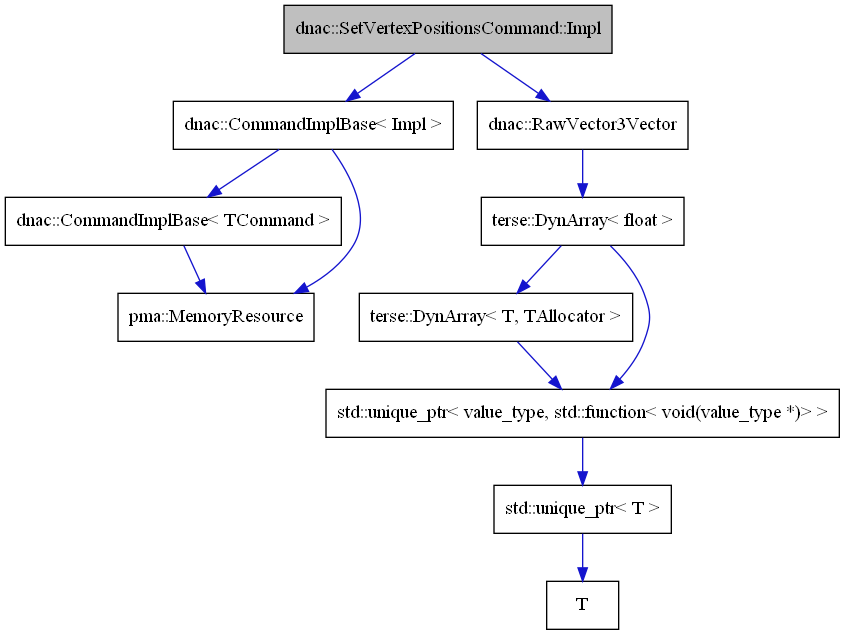 dnac::SetVertexPositionsCommand::Impl
dnac::CommandImplBase< Impl >
dnac::RawVector3Vector
dnac::CommandImplBase< TCommand >
terse::DynArray< float >
pma::MemoryResource
terse::DynArray< T, TAllocator >
std::unique_ptr< value_type, std::function< void(value_type *)> >
std::unique_ptr< T >
T